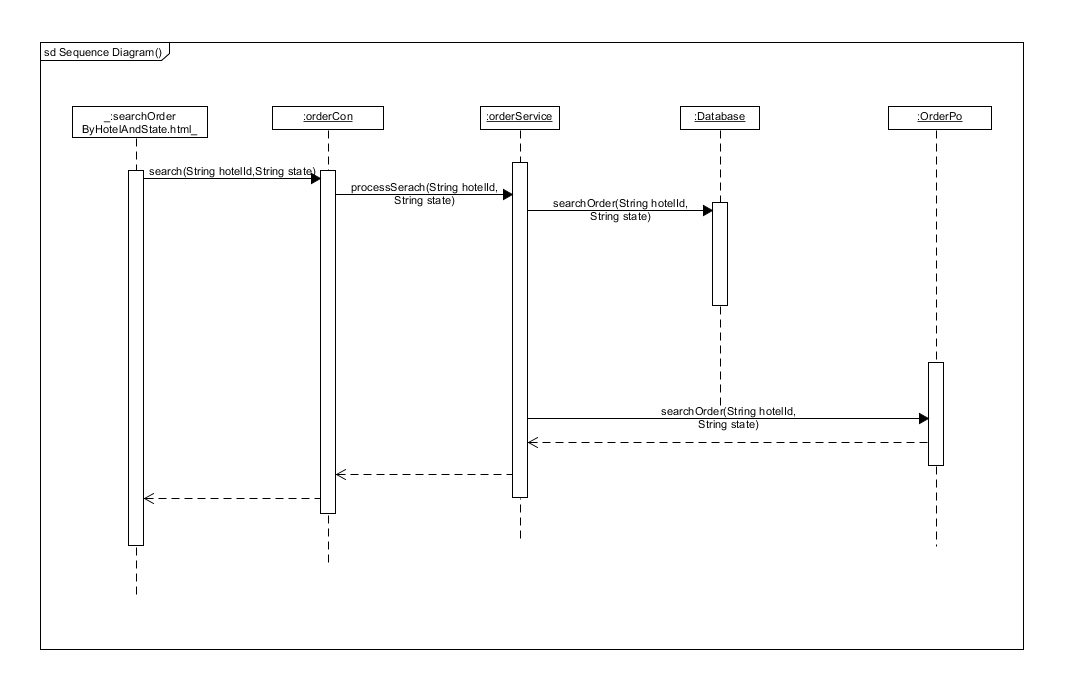 sd Sequence Diagram()
_:searchOrder
ByHotelAndState.html_
:orderCon
:orderService
:Database
:OrderPo
search(String hotelId,String state)
processSerach(String hotelId,
String state)
searchOrder(String hotelId,
String state)
searchOrder(String hotelId,
String state)